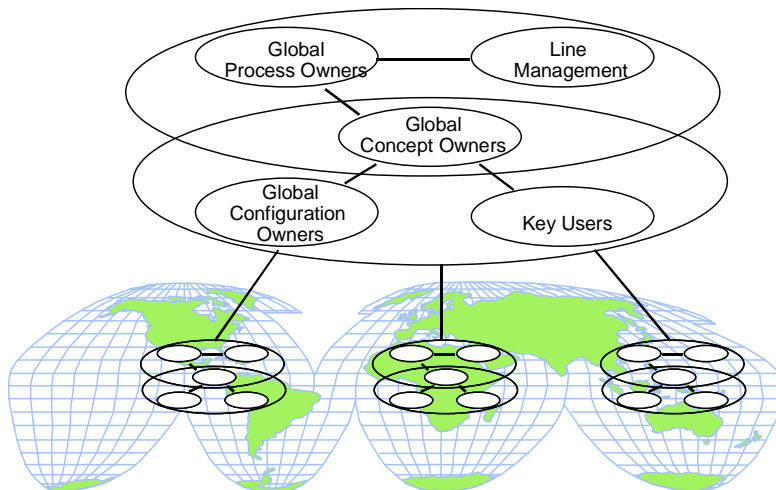 Global
Process Owners
Line
Management
Global
Concept Owners
Global
Configuration
Owners
Key Users